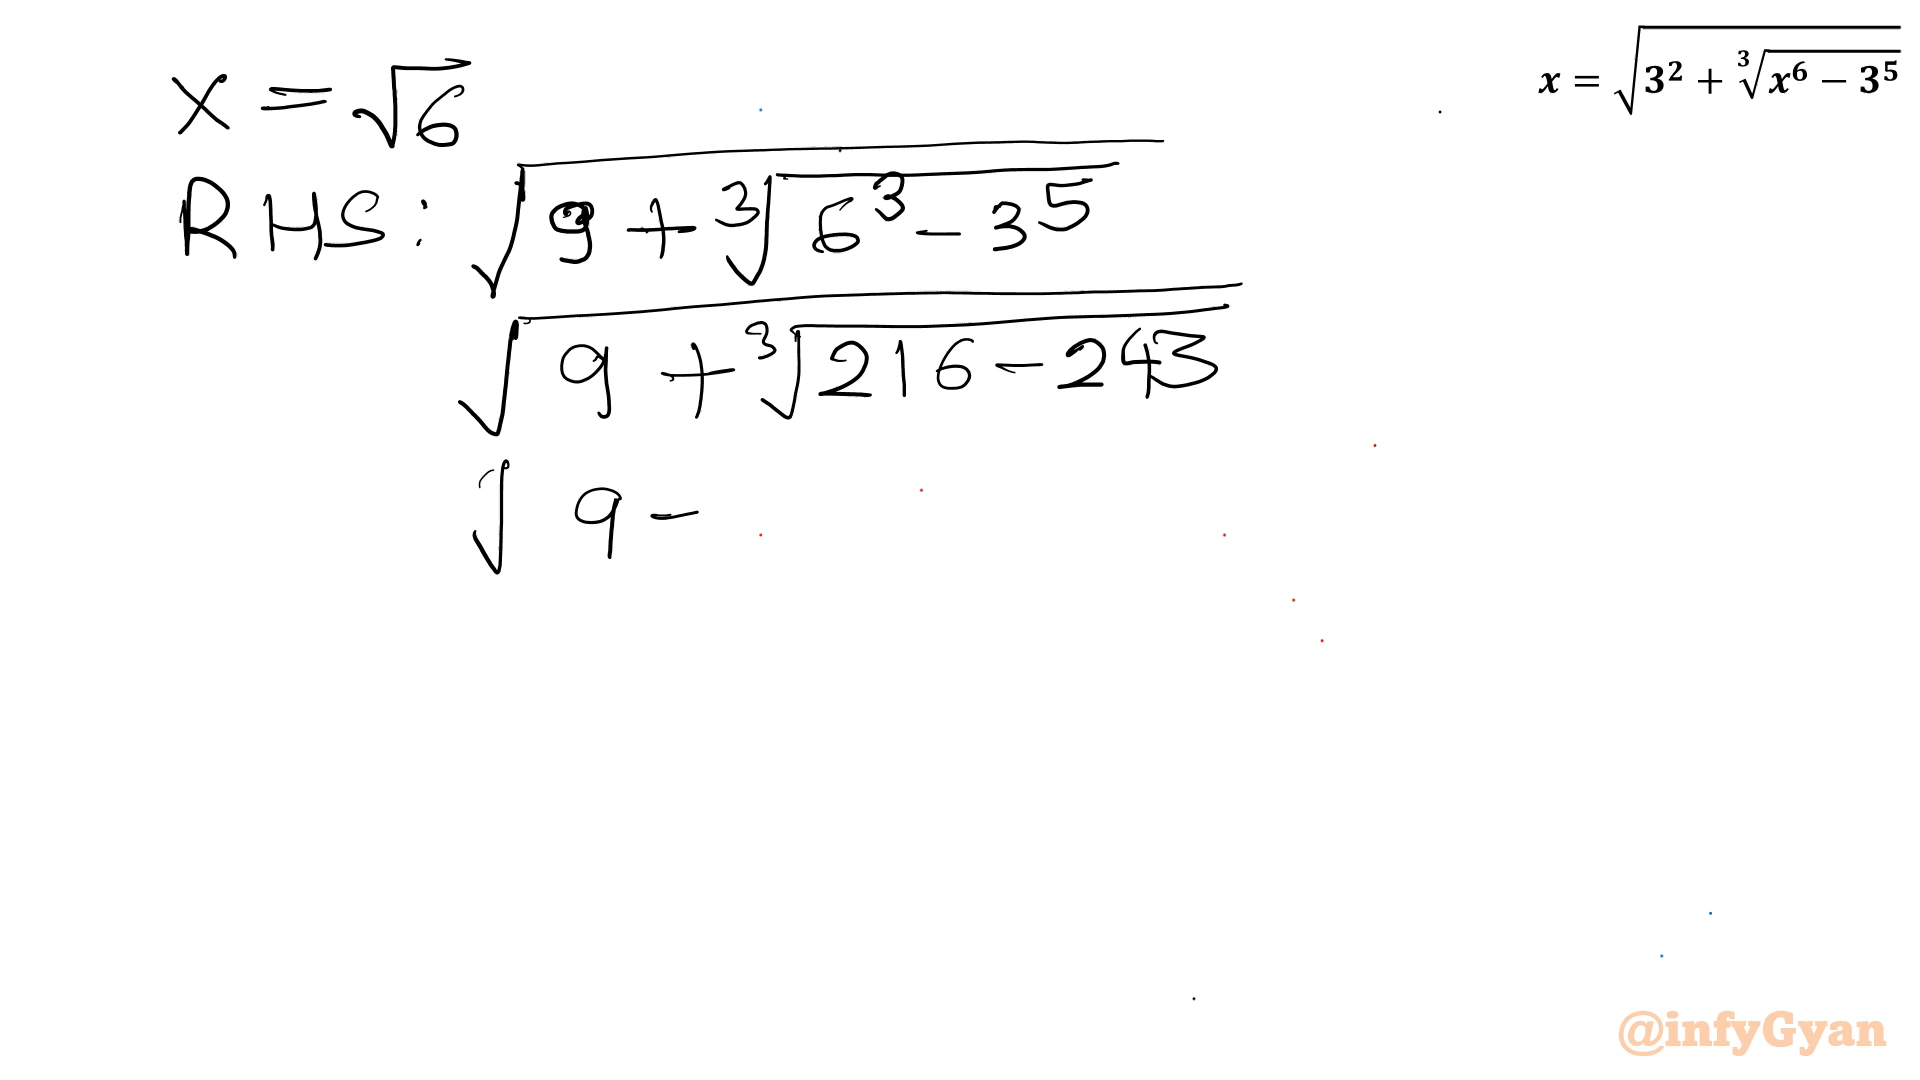 x = √6
x = √(3² + ∛(x⁶ − 3⁵))
RHS: √(9 + ∛(6³ − 3⁵))
√(9 + ∛(216 − 243))
√ 9 −
@infyGyan